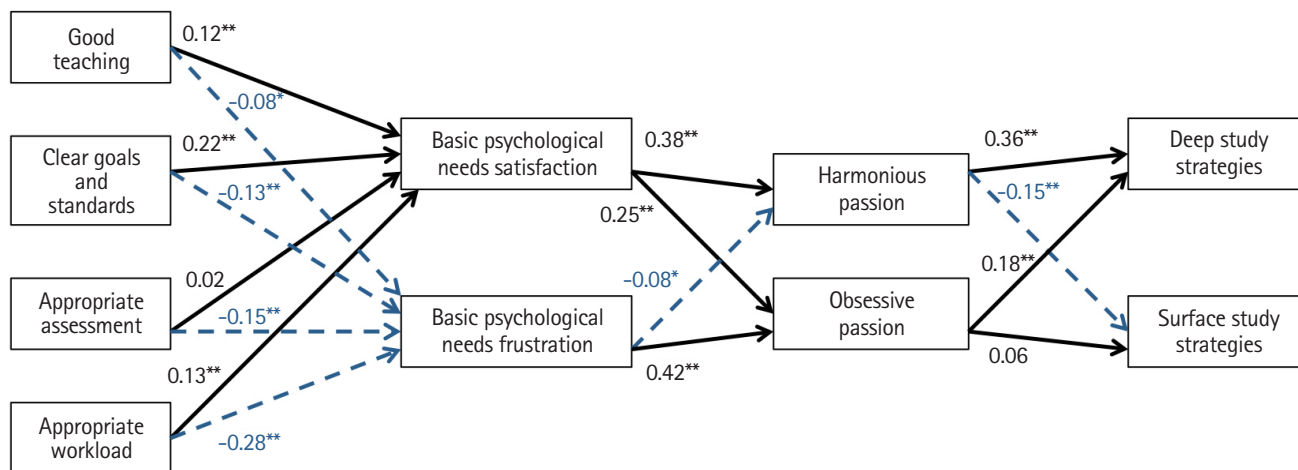 Good
teaching
0.12**
-0.08*
Clear goals
and
standards
0.22**
-0.13**
Appropriate
assessment
0.02
-0.15**
Appropriate
workload
0.13**
-0.28**
Basic psychological
needs satisfaction
0.38**
0.25**
Basic psychological
needs frustration
-0.08*
0.42**
Harmonious
passion
0.36**
-0.15**
Obsessive
passion
0.18**
0.06
Deep study
strategies
Surface study
strategies